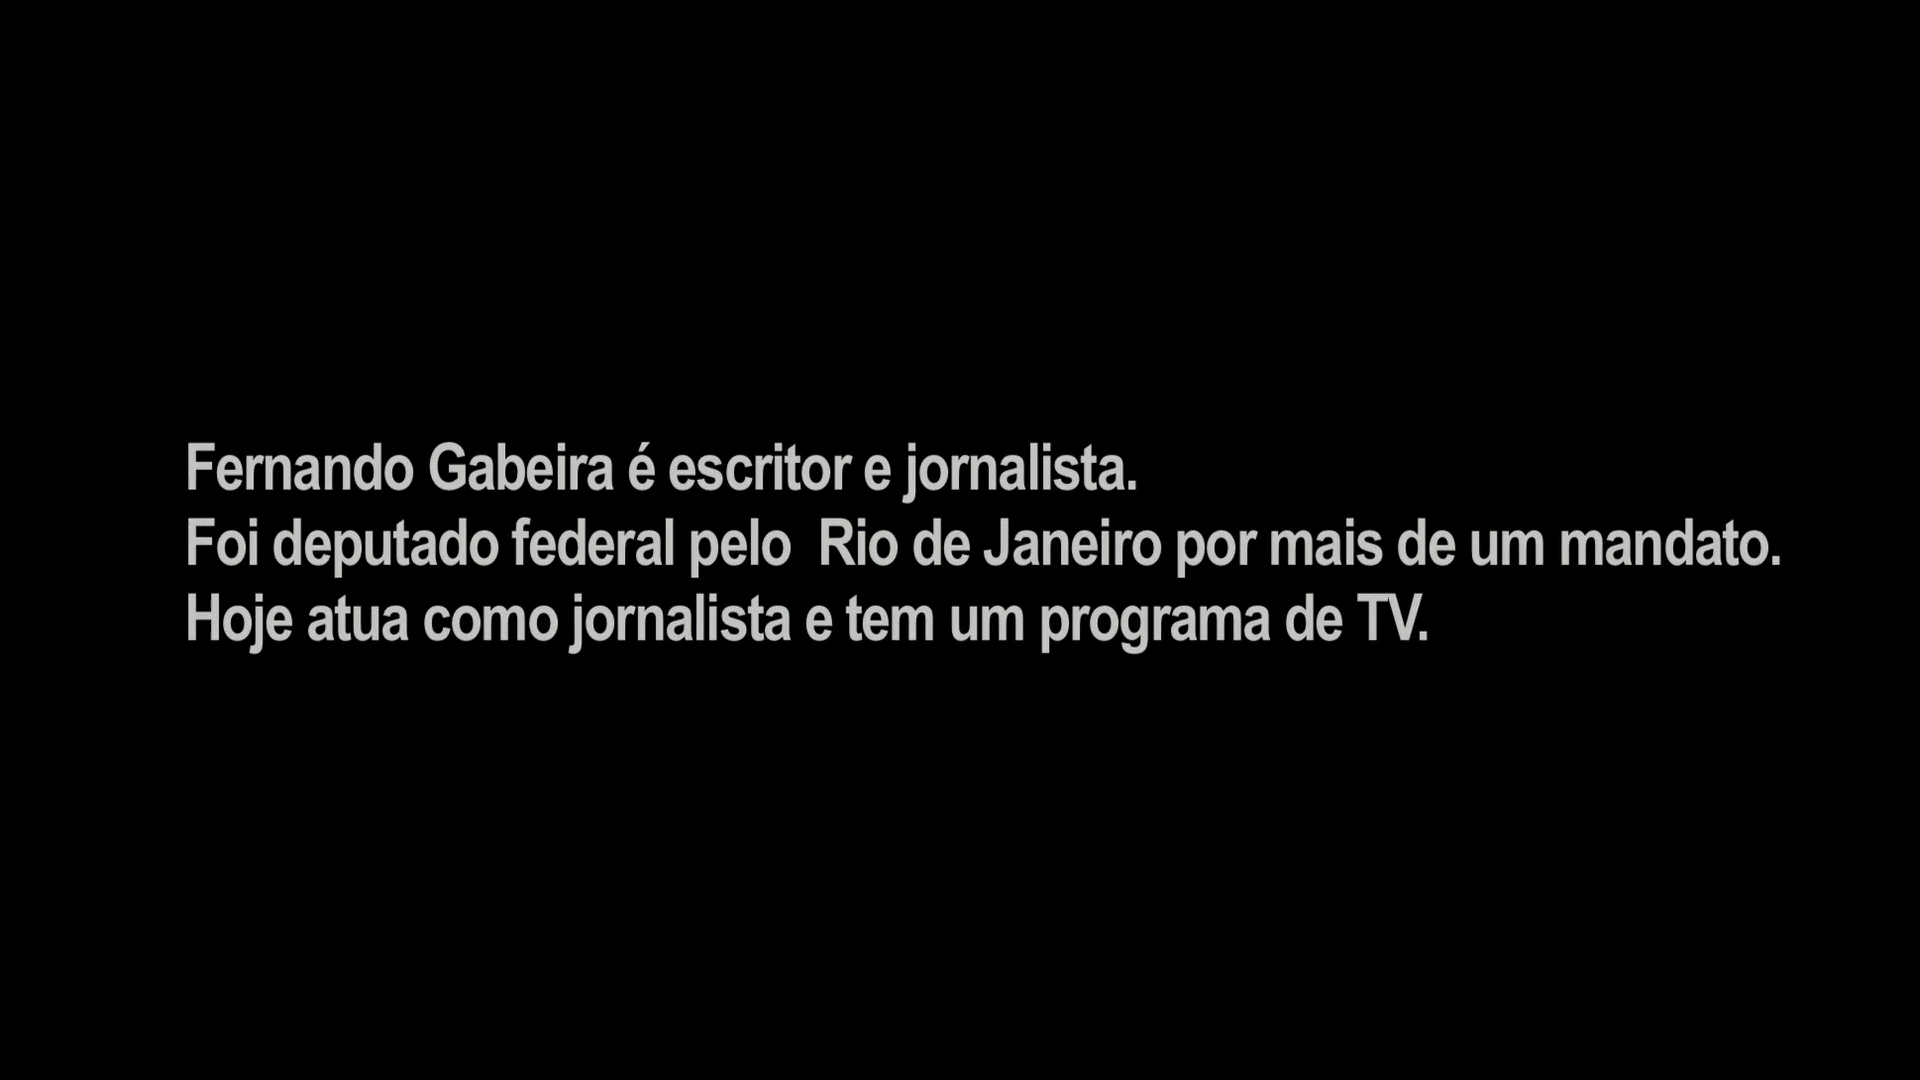 Fernando Gabeira é escritor e jornalista.
Foi deputado federal pelo  Rio de Janeiro por mais de um mandato.
Hoje atua como jornalista e tem um programa de TV.